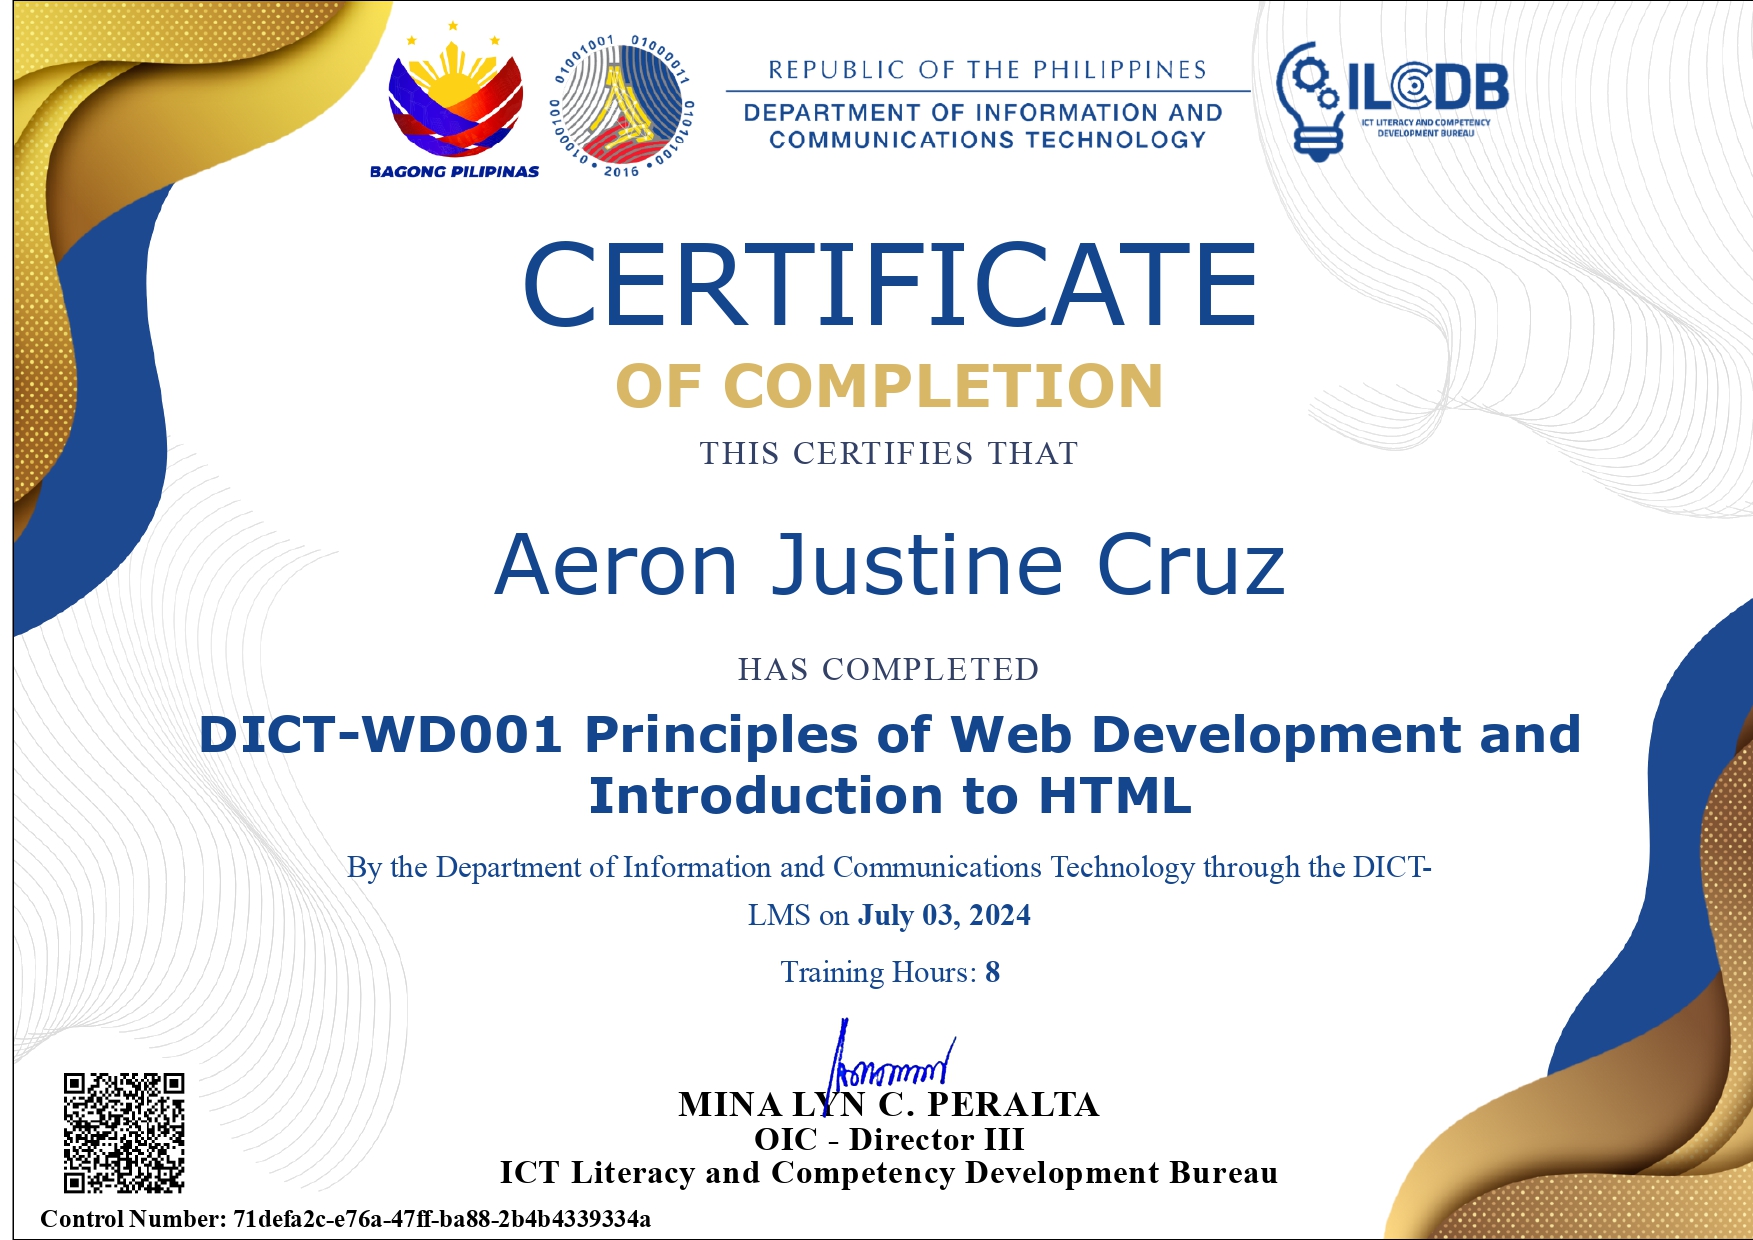 BAGONG PILIPINAS
01000100 01001001 01000011 01010100
• 2016 •
REPUBLIC OF THE PHILIPPINES
DEPARTMENT OF INFORMATION AND
COMMUNICATIONS TECHNOLOGY
ILCDB
ICT LITERACY AND COMPETENCY
DEVELOPMENT BUREAU
CERTIFICATE
OF COMPLETION
THIS CERTIFIES THAT
Aeron Justine Cruz
HAS COMPLETED
DICT-WD001 Principles of Web Development and
Introduction to HTML
By the Department of Information and Communications Technology through the DICT-
LMS on July 03, 2024
Training Hours: 8
MINA LYN C. PERALTA
OIC - Director III
ICT Literacy and Competency Development Bureau
Control Number: 71defa2c-e76a-47ff-ba88-2b4b4339334a